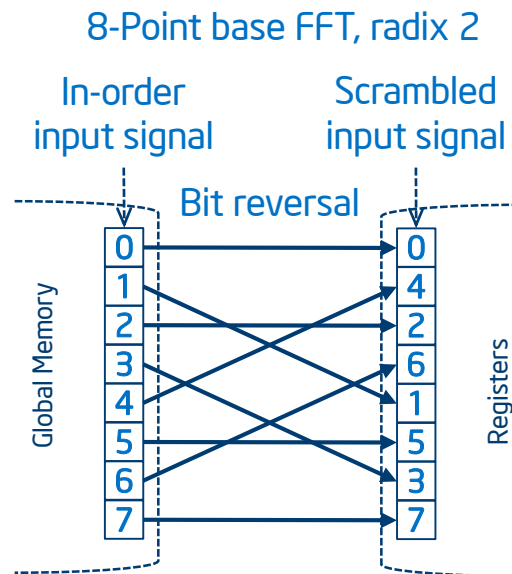 8-Point base FFT, radix 2
In-order
input signal
Scrambled
input signal
Bit reversal
Global Memory
0
1
2
3
4
5
6
7
0
4
2
6
1
5
3
7
Registers